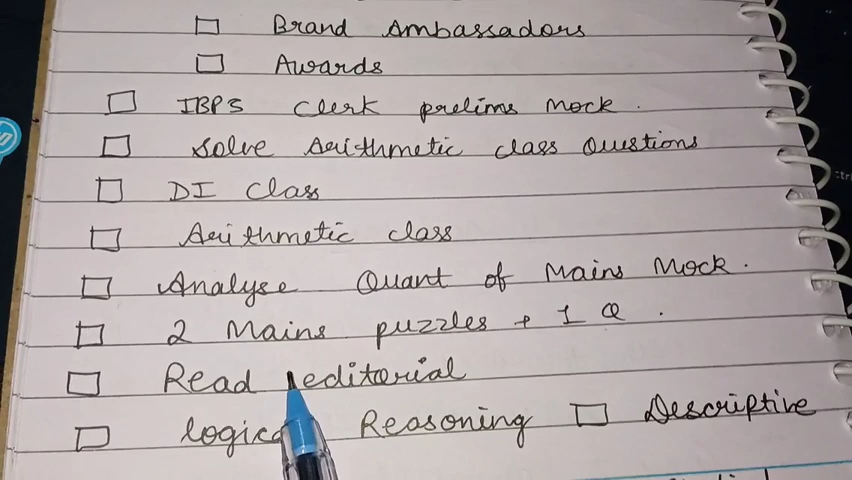 Brand Ambassadors
Awards
IBPS Clerk prelims Mock.
Solve Arithmetic class Questions
DI Class
Arithmetic class
Analyse Quant of Mains Mock.
2 Mains puzzles + 1 Q.
Read editorial
Reasoning Descriptive